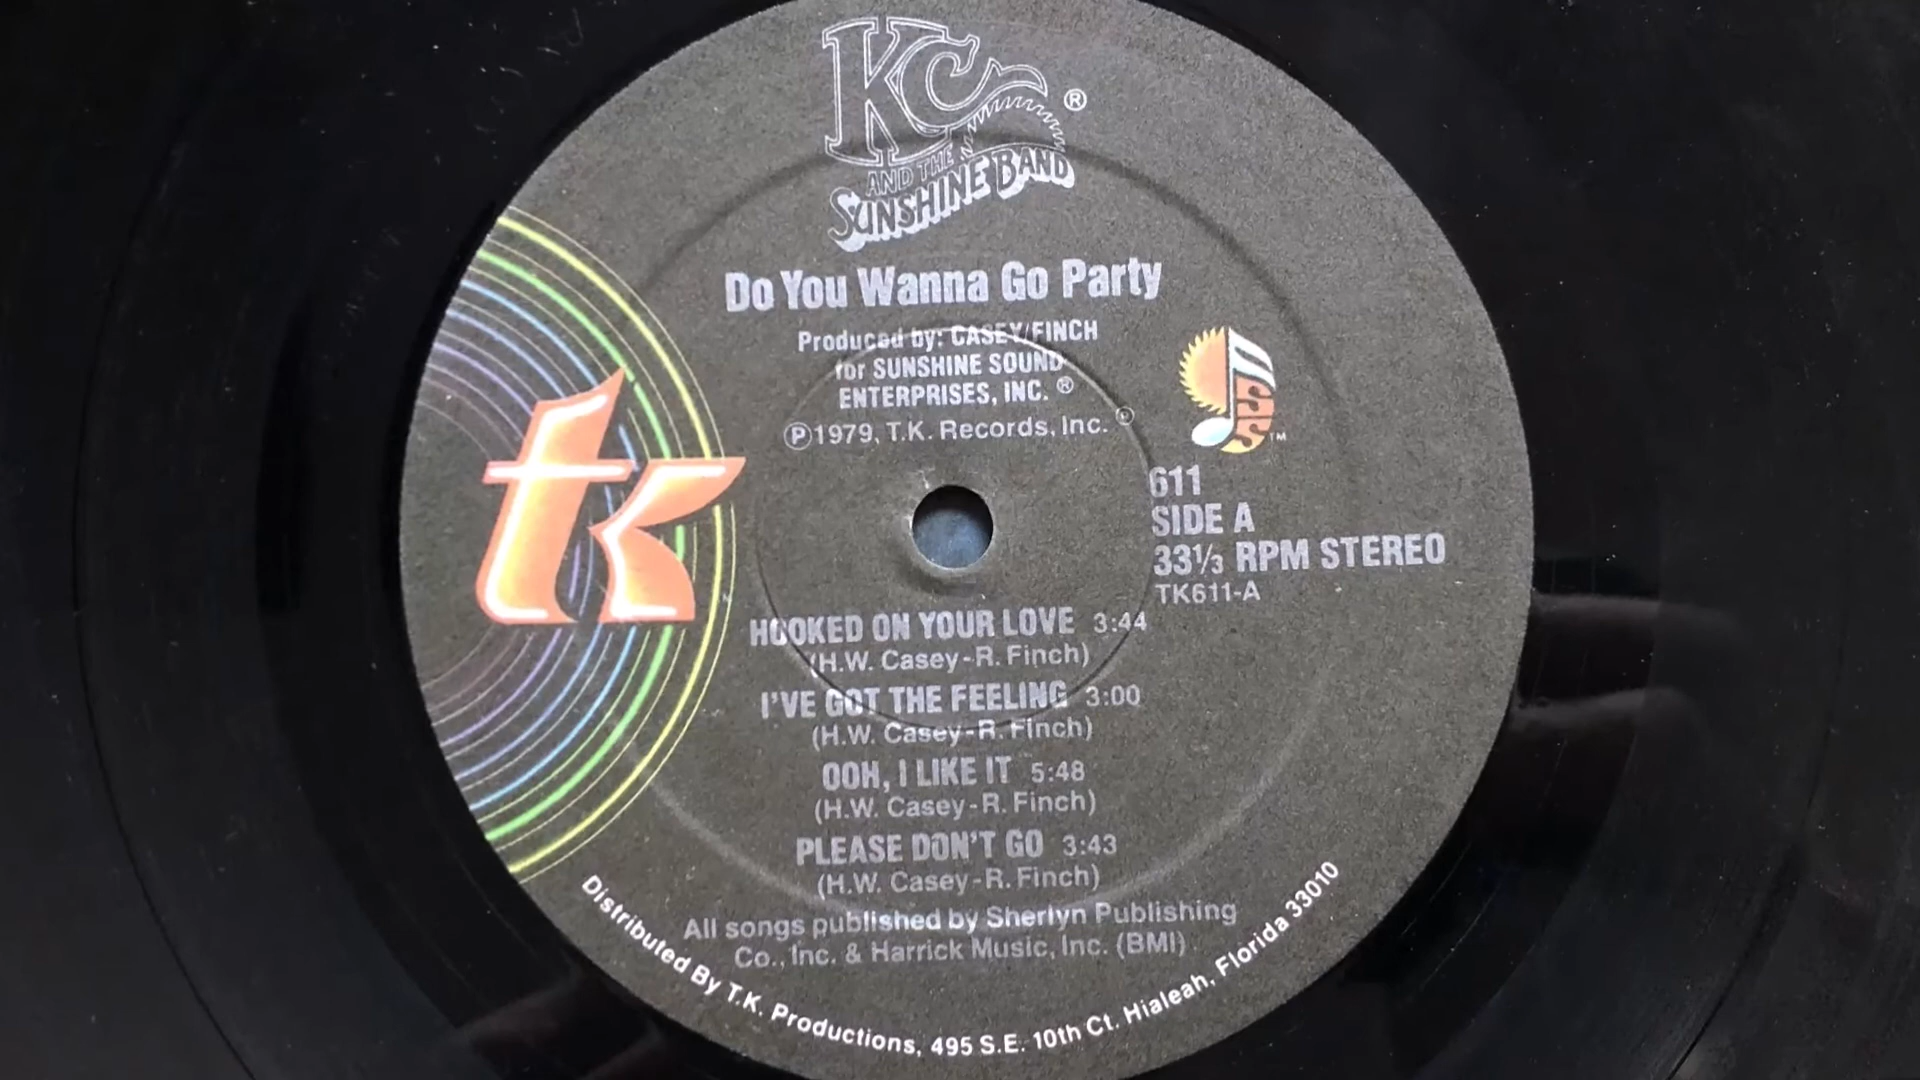 KC
AND THE
SUNSHINE BAND ®
Do You Wanna Go Party
Produced by: CASEY/FINCH
for SUNSHINE SOUND
ENTERPRISES, INC. ®
℗1979, T.K. Records, Inc.
tk
SS
TM
611
SIDE A
33⅓ RPM STEREO
TK611-A
HOOKED ON YOUR LOVE 3:44
(H.W. Casey-R. Finch)
I'VE GOT THE FEELING 3:00
(H.W. Casey-R. Finch)
OOH, I LIKE IT 5:48
(H.W. Casey-R. Finch)
PLEASE DON'T GO 3:43
(H.W. Casey-R. Finch)
All songs published by Sherlyn Publishing
Co., Inc. & Harrick Music, Inc. (BMI)
Distributed By T.K. Productions, 495 S.E. 10th Ct. Hialeah, Florida 33010